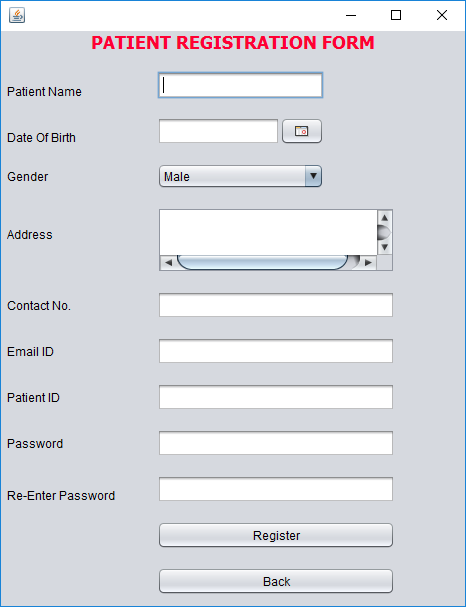 PATIENT REGISTRATION FORM
Patient Name
Date Of Birth
Gender Male
Address
Contact No.
Email ID
Patient ID
Password
Re-Enter Password
Register
Back